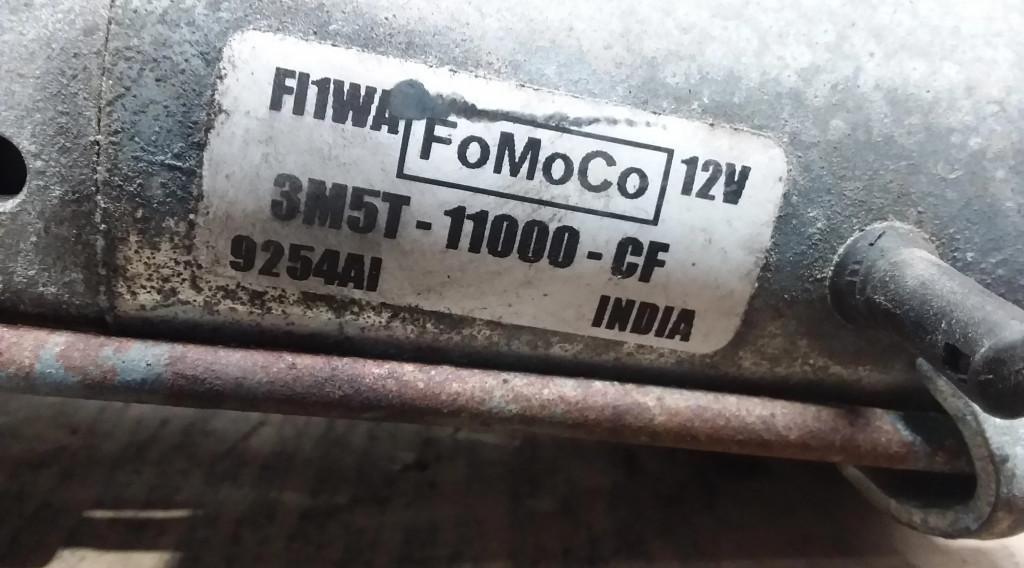 FI1WA
FoMoCo 12V
3M5T-11000-CF
9254AI
INDIA